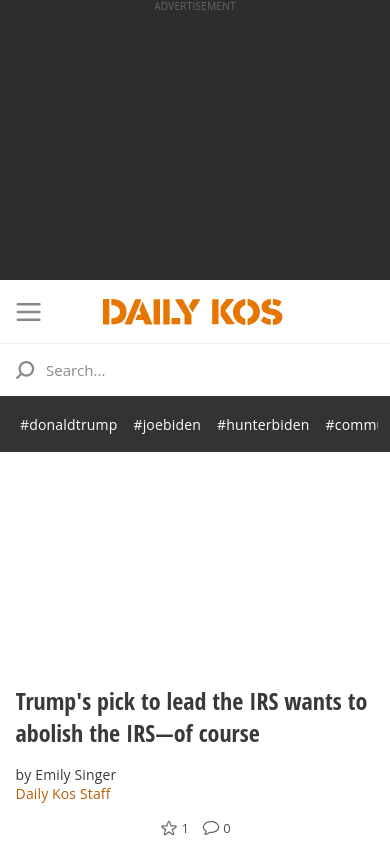 ADVERTISEMENT
DAILY KOS
Search...
#donaldtrump #joebiden #hunterbiden
Trump's pick to lead the IRS wants to
abolish the IRS—of course
by Emily Singer
Daily Kos Staff
1 0